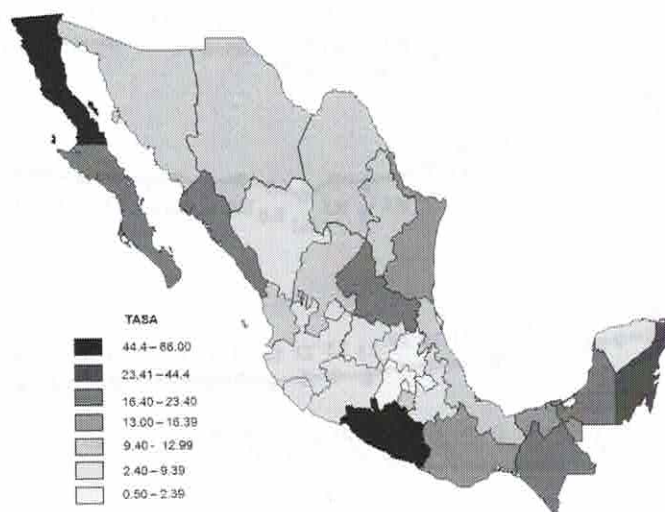 TASA
44.4 – 66.00
23.41 – 44.4
16.40 – 23.40
13.00 – 16.39
9.40 - 12.99
2.40 – 9.39
0.50 – 2.39